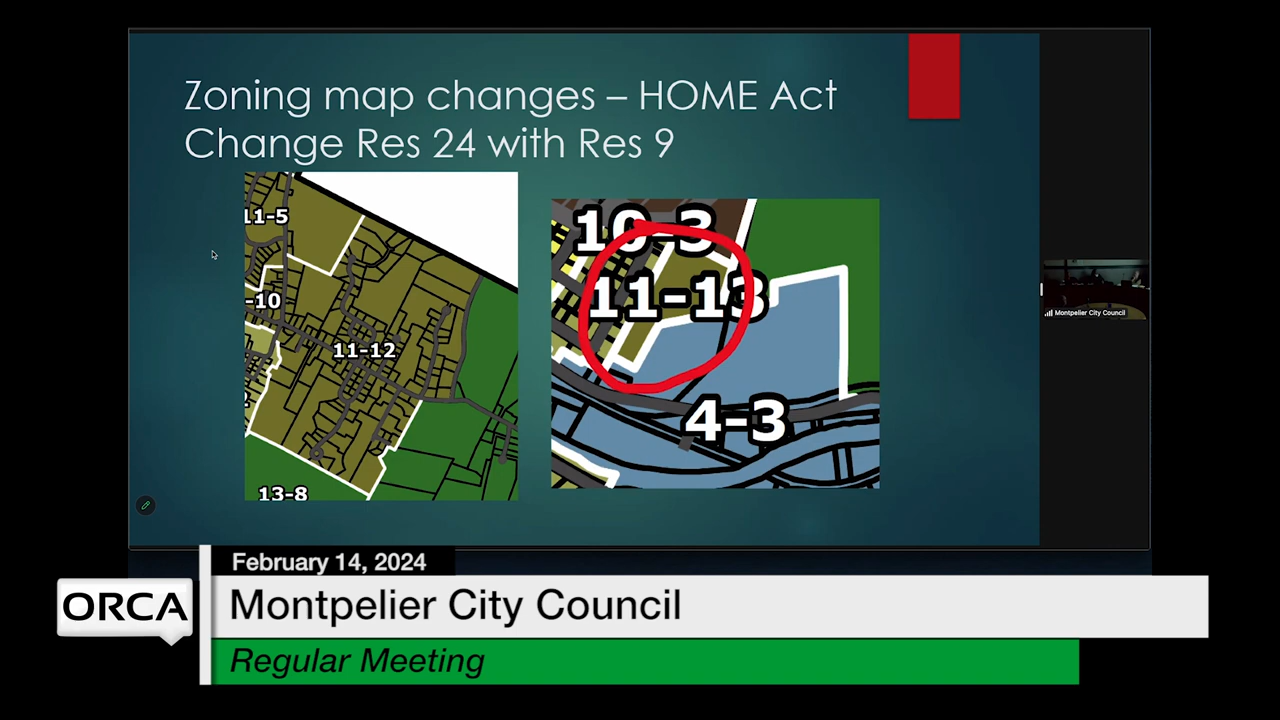 Zoning map changes – HOME Act
Change Res 24 with Res 9
11-5
-10
11-12
13-8
10-3
11-13
4-3
Montpelier City Council
February 14, 2024
ORCA
Montpelier City Council
Regular Meeting